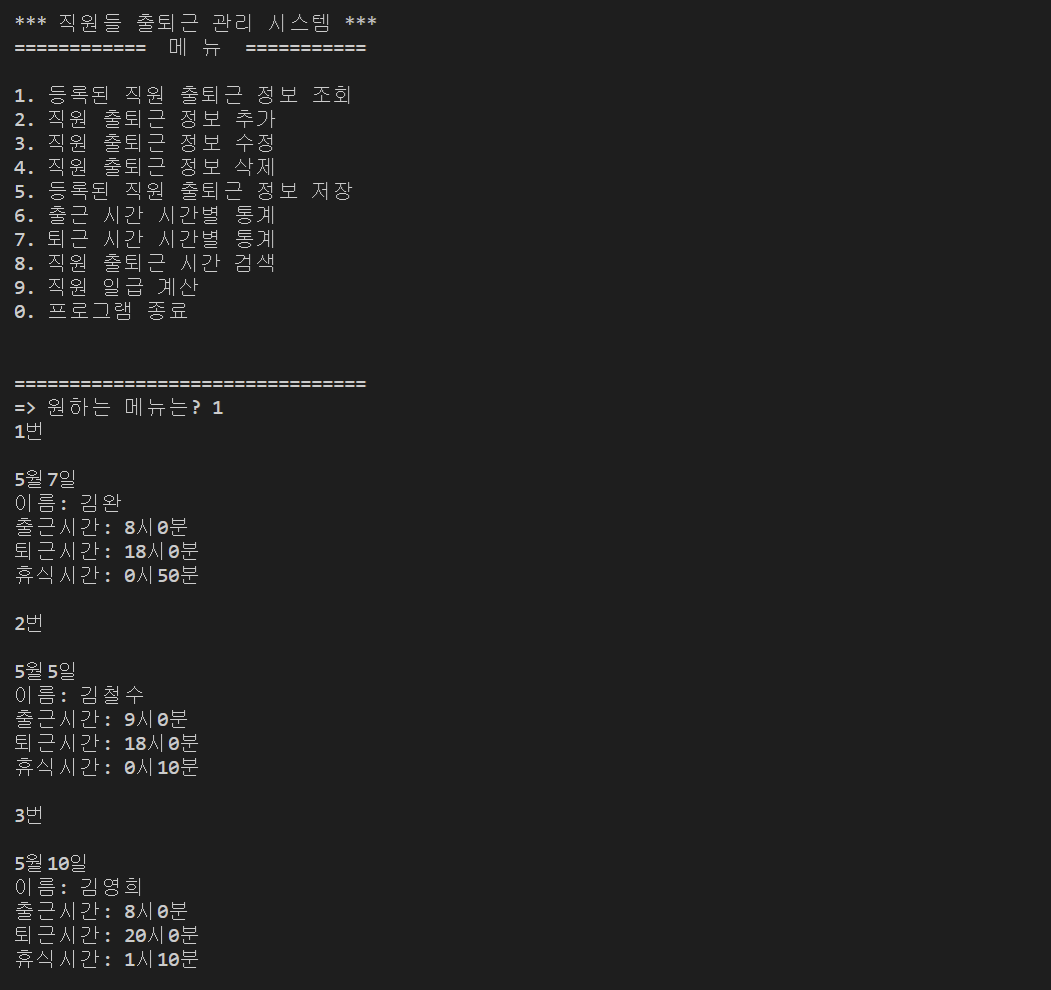 *** 직원들 출퇴근 관리 시스템 ***
============  메 뉴  ===========
1. 등록된 직원 출퇴근 정보 조회
2. 직원 출퇴근 정보 추가
3. 직원 출퇴근 정보 수정
4. 직원 출퇴근 정보 삭제
5. 등록된 직원 출퇴근 정보 저장
6. 출근 시간 시간별 통계
7. 퇴근 시간 시간별 통계
8. 직원 출퇴근 시간 검색
9. 직원 일급 계산
0. 프로그램 종료
================================
=> 원하는 메뉴는? 1
1번
5월7일
이름: 김완
출근시간: 8시0분
퇴근시간: 18시0분
휴식시간: 0시50분
2번
5월5일
이름: 김철수
출근시간: 9시0분
퇴근시간: 18시0분
휴식시간: 0시10분
3번
5월10일
이름: 김영희
출근시간: 8시0분
퇴근시간: 20시0분
휴식시간: 1시10분